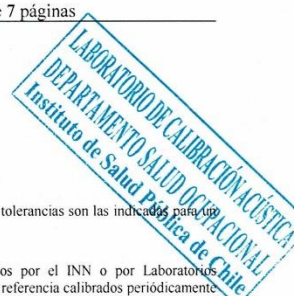 e 7 páginas
LABORATORIO DE CALIBRACIÓN ACÚSTICA
DEPARTAMENTO SALUD OCUPACIONAL
Instituto de Salud Pública de Chile
tolerancias son las indicadas para un
os por el INN o por Laboratorios
referencia calibrados periódicamente